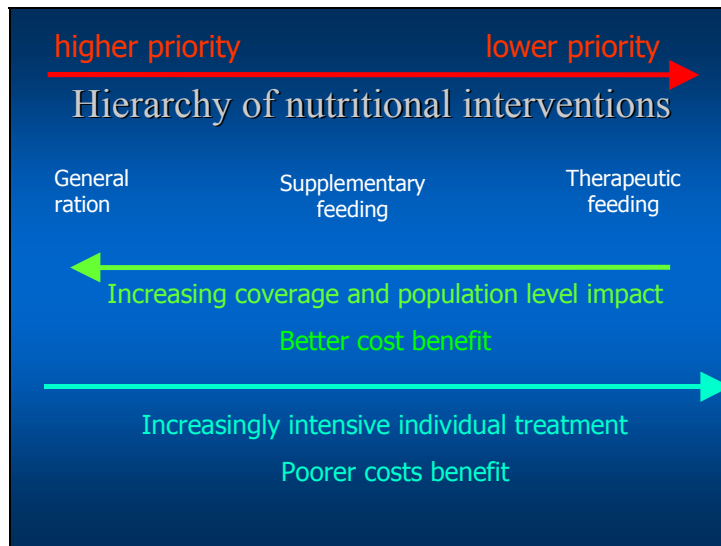 higher priority lower priority
Hierarchy of nutritional interventions
General ration
Supplementary feeding
Therapeutic feeding
Increasing coverage and population level impact
Better cost benefit
Increasingly intensive individual treatment
Poorer costs benefit